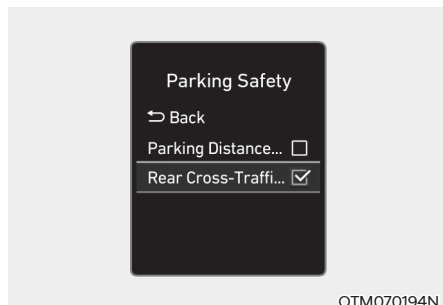 Parking Safety
Back
Parking Distance...
Rear Cross-Traffi...
OTM070194N